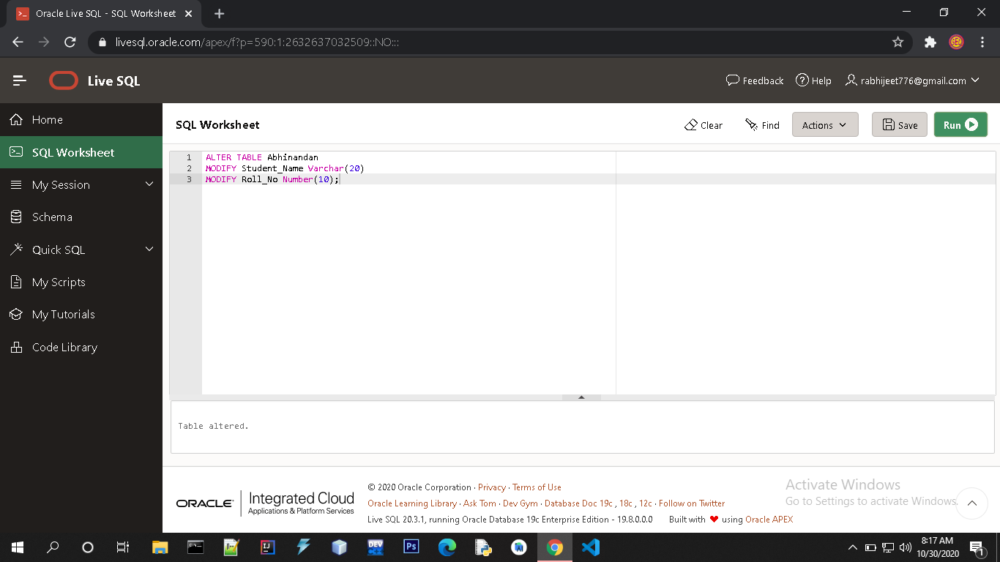 Oracle Live SQL - SQL Worksheet
livesql.oracle.com/apex/f?p=590:1:2632637032509::NO:::
Live SQL
Feedback
Help
rabhijeet776@gmail.com
Home
SQL Worksheet
My Session
Schema
Quick SQL
My Scripts
My Tutorials
Code Library
SQL Worksheet
Clear
Find
Actions
Save
Run
1 ALTER TABLE Abhinandan
2 MODIFY Student_Name Varchar(20)
3 MODIFY Roll_No Number(10);
Table altered.
ORACLE Integrated Cloud
Applications & Platform Services
© 2020 Oracle Corporation · Privacy · Terms of Use
Oracle Learning Library · Ask Tom · Dev Gym · Database Doc 19c , 18c , 12c · Follow on Twitter
Live SQL 20.3.1, running Oracle Database 19c Enterprise Edition - 19.8.0.0.0 Built with ❤ using Oracle APEX
Activate Windows
Go to Settings to activate Windows.
DEV
Ps
8:17 AM
10/30/2020
1